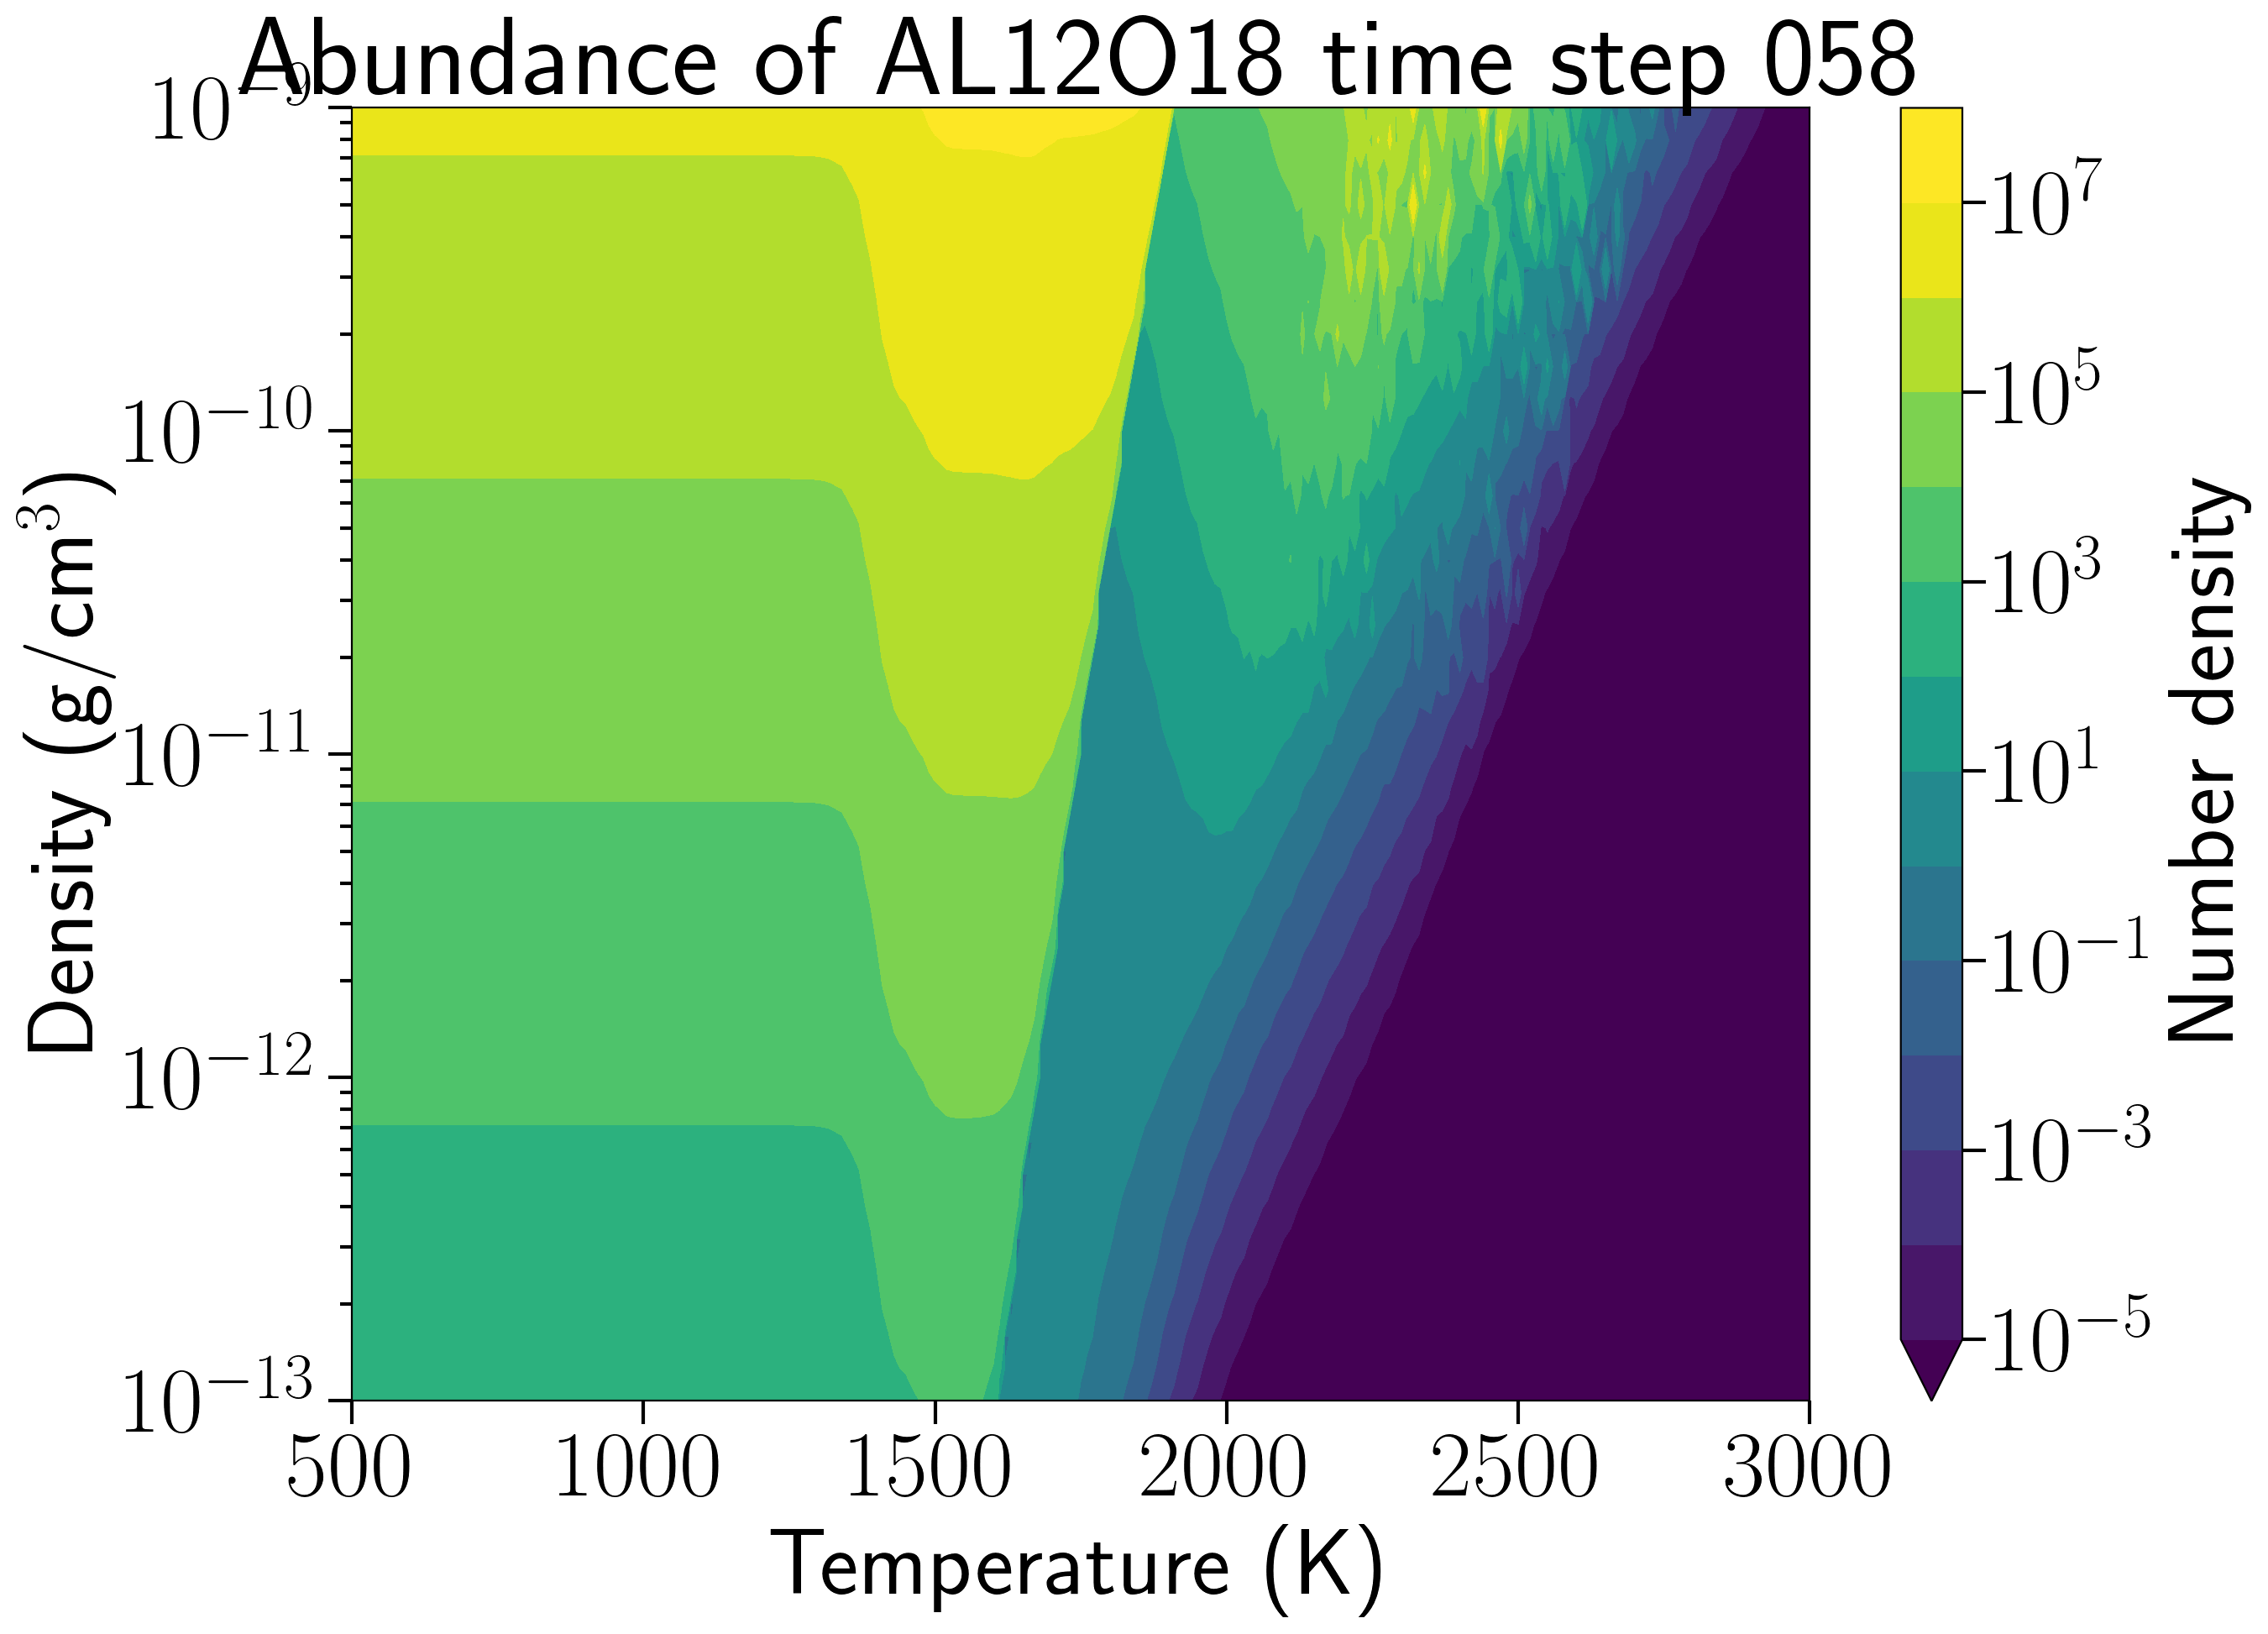 Abundance of AL12O18 time step 058
10⁻⁹
10⁻¹⁰
10⁻¹¹
10⁻¹²
10⁻¹³
Density (g/cm³)
500 1000 1500 2000 2500 3000
Temperature (K)
10⁷
10⁵
10³
10¹
10⁻¹
10⁻³
10⁻⁵
Number density